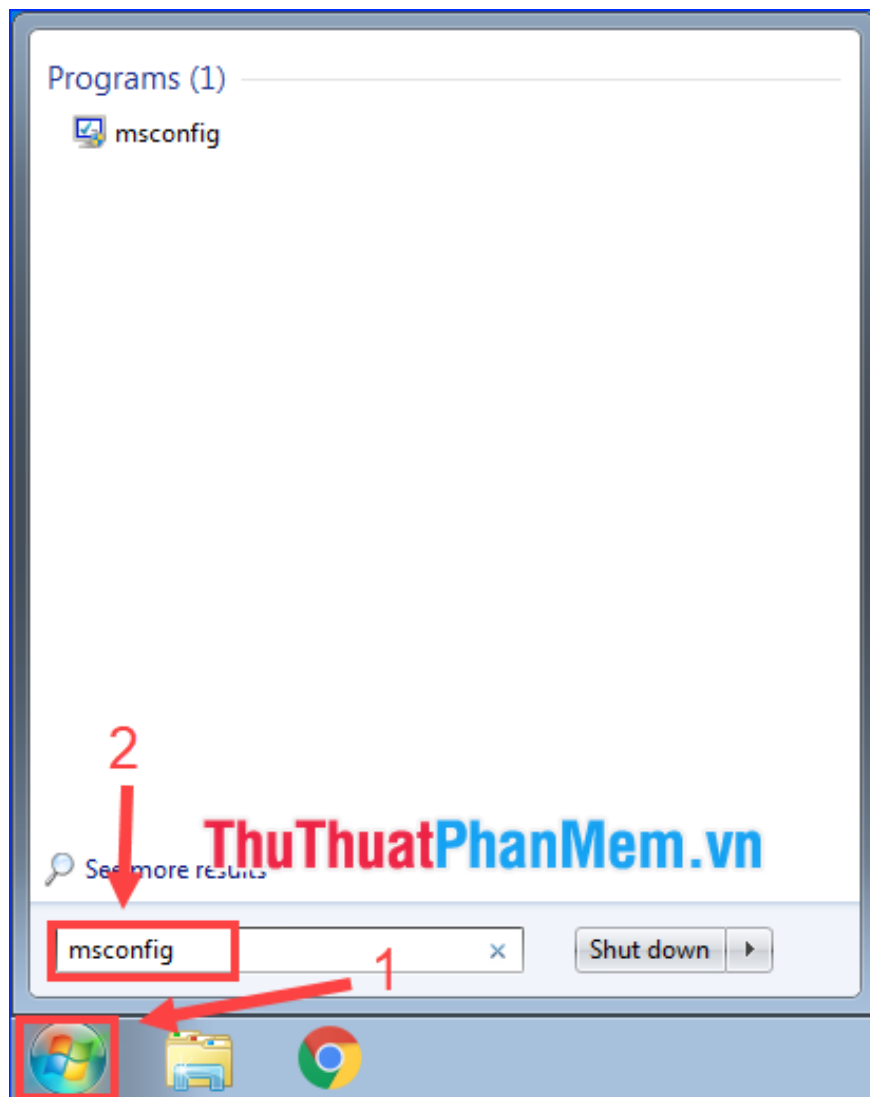 Programs (1)
msconfig
2
ThuThuatPhanMem.vn
See more results
msconfig
Shut down
1